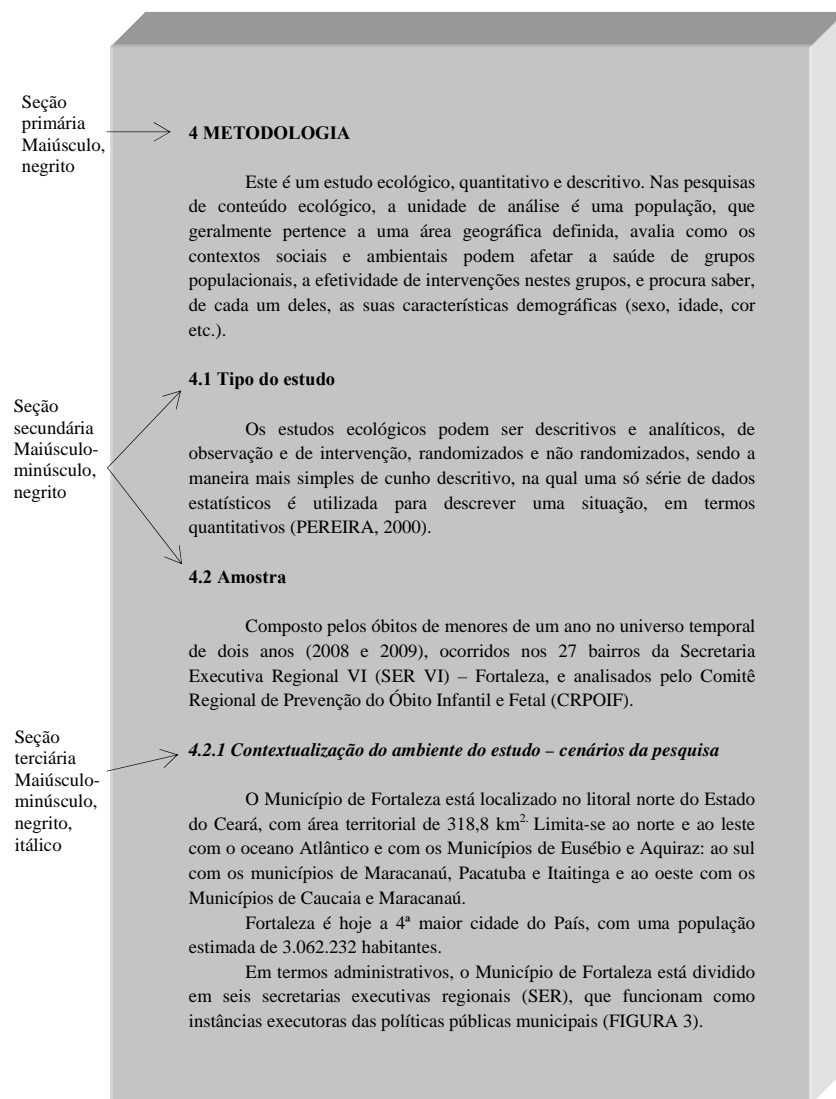 Seção
primária
Maiúsculo,
negrito
4 METODOLOGIA
Este é um estudo ecológico, quantitativo e descritivo. Nas pesquisas
de conteúdo ecológico, a unidade de análise é uma população, que
geralmente pertence a uma área geográfica definida, avalia como os
contextos sociais e ambientais podem afetar a saúde de grupos
populacionais, a efetividade de intervenções nestes grupos, e procura saber,
de cada um deles, as suas características demográficas (sexo, idade, cor
etc.).
4.1 Tipo do estudo
Seção
secundária
Maiúsculo-
minúsculo,
negrito
Os estudos ecológicos podem ser descritivos e analíticos, de
observação e de intervenção, randomizados e não randomizados, sendo a
maneira mais simples de cunho descritivo, na qual uma só série de dados
estatísticos é utilizada para descrever uma situação, em termos
quantitativos (PEREIRA, 2000).
4.2 Amostra
Composto pelos óbitos de menores de um ano no universo temporal
de dois anos (2008 e 2009), ocorridos nos 27 bairros da Secretaria
Executiva Regional VI (SER VI) – Fortaleza, e analisados pelo Comitê
Regional de Prevenção do Óbito Infantil e Fetal (CRPOIF).
Seção
terciária
Maiúsculo-
minúsculo,
negrito,
itálico
4.2.1 Contextualização do ambiente do estudo – cenários da pesquisa
O Município de Fortaleza está localizado no litoral norte do Estado
do Ceará, com área territorial de 318,8 km². Limita-se ao norte e ao leste
com o oceano Atlântico e com os Municípios de Eusébio e Aquiraz: ao sul
com os municípios de Maracanaú, Pacatuba e Itaitinga e ao oeste com os
Municípios de Caucaia e Maracanaú.
Fortaleza é hoje a 4ª maior cidade do País, com uma população
estimada de 3.062.232 habitantes.
Em termos administrativos, o Município de Fortaleza está dividido
em seis secretarias executivas regionais (SER), que funcionam como
instâncias executoras das políticas públicas municipais (FIGURA 3).